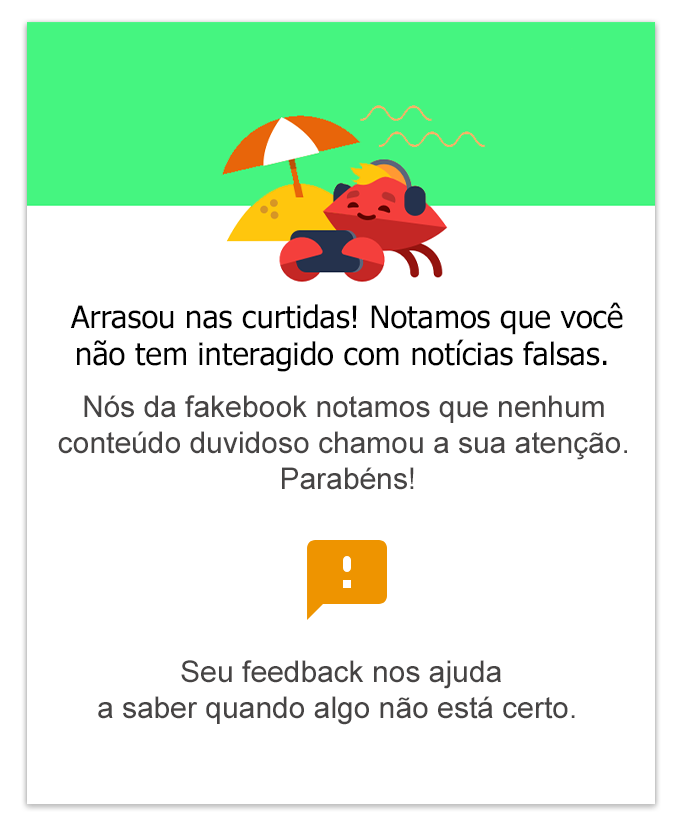 Arrasou nas curtidas! Notamos que você
não tem interagido com notícias falsas.
Nós da fakebook notamos que nenhum
conteúdo duvidoso chamou a sua atenção.
Parabéns!
Seu feedback nos ajuda
a saber quando algo não está certo.